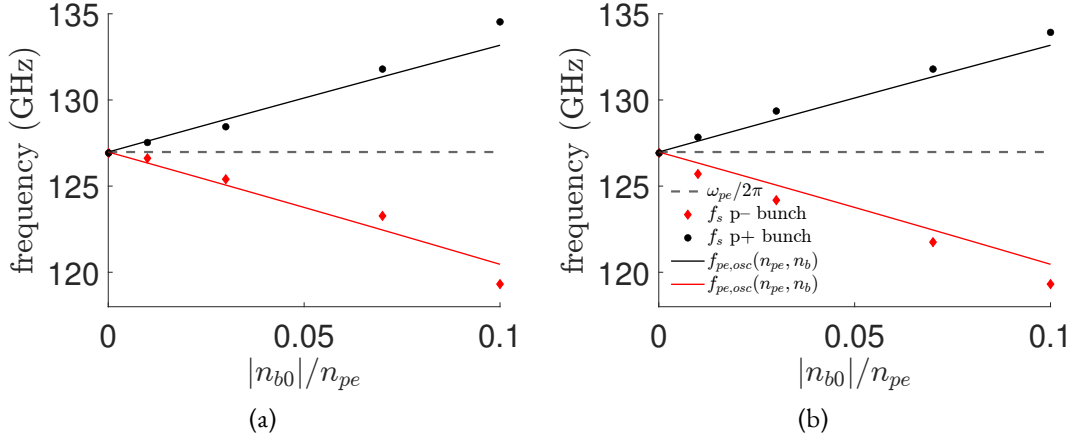 135
130
125
120
frequency (GHz)
0
0.05
0.1
|n_{b0}|/n_{pe}
(a)
135
130
125
120
frequency (GHz)
ω_{pe}/2π
f_s p– bunch
f_s p+ bunch
f_{pe,osc}(n_{pe}, n_b)
f_{pe,osc}(n_{pe}, n_b)
0
0.05
0.1
|n_{b0}|/n_{pe}
(b)